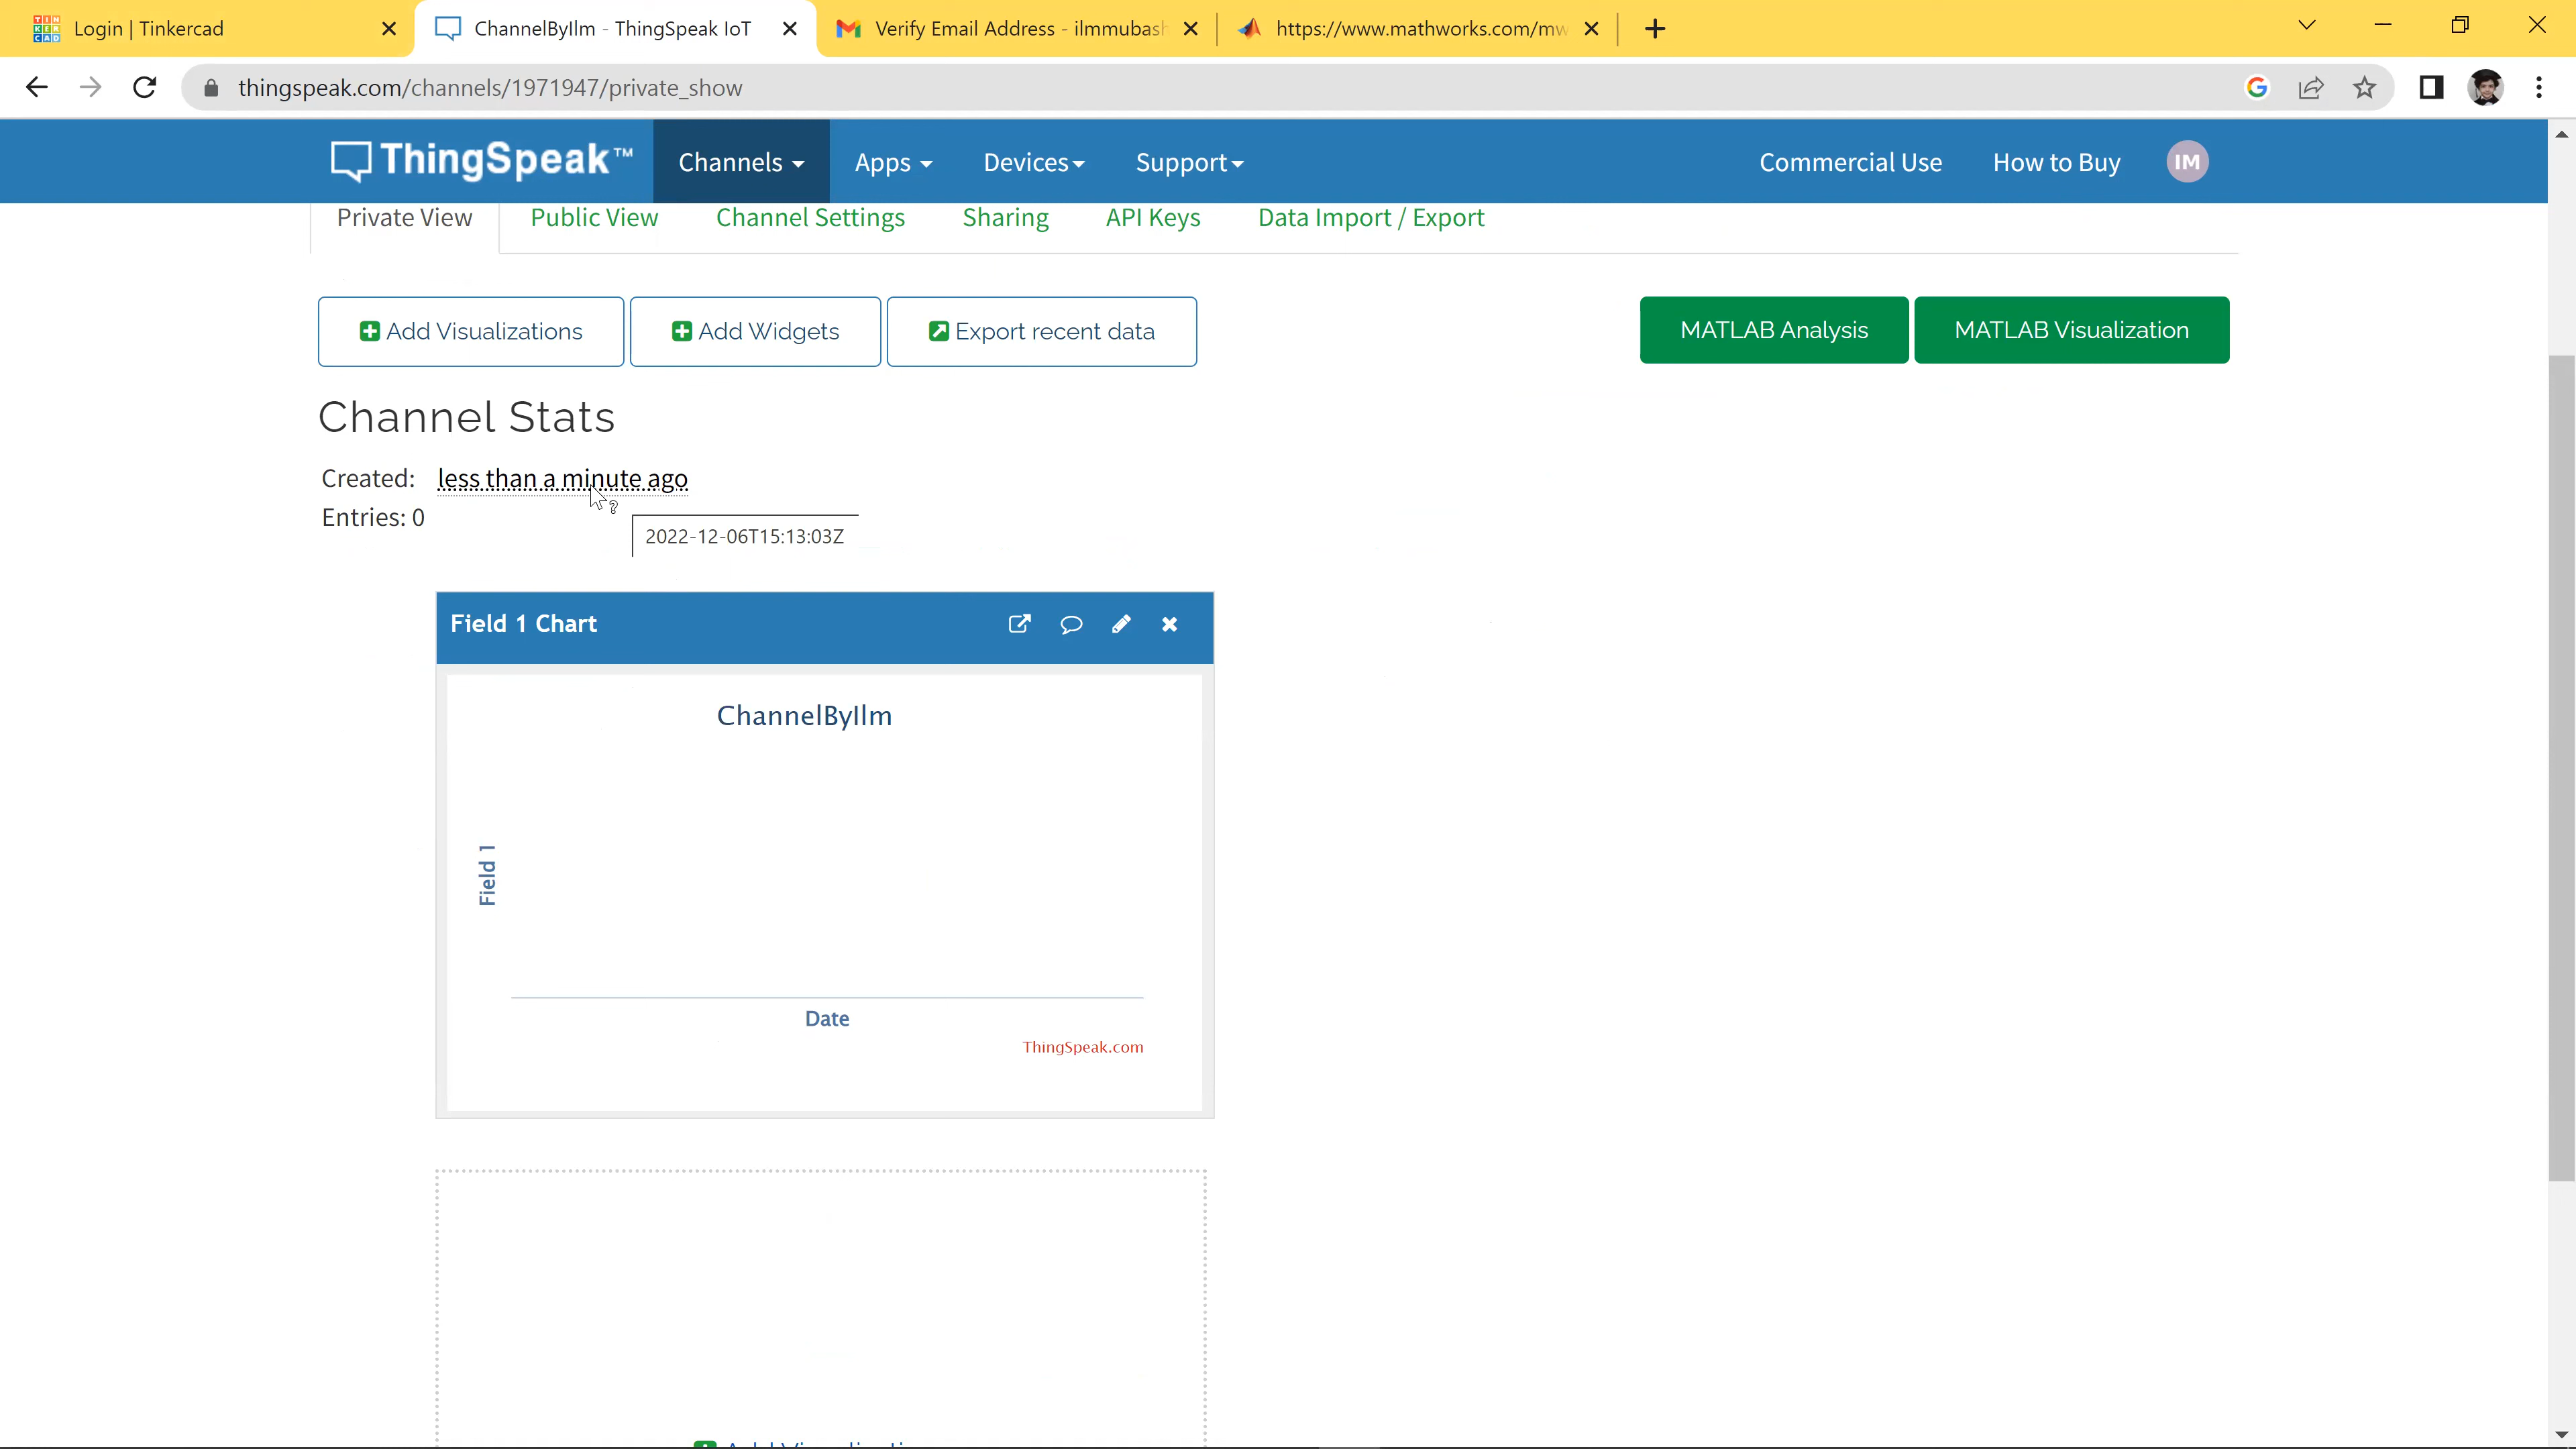 Login | Tinkercad
ChannelByIlm - ThingSpeak IoT
Verify Email Address - ilmmubash
https://www.mathworks.com/mw
thingspeak.com/channels/1971947/private_show
ThingSpeak™
Channels
Apps
Devices
Support
Commercial Use
How to Buy
IM
Private View
Public View
Channel Settings
Sharing
API Keys
Data Import / Export
Add Visualizations
Add Widgets
Export recent data
MATLAB Analysis
MATLAB Visualization
Channel Stats
Created: less than a minute ago
Entries: 0
2022-12-06T15:13:03Z
Field 1 Chart
ChannelByIlm
Field 1
Date
ThingSpeak.com